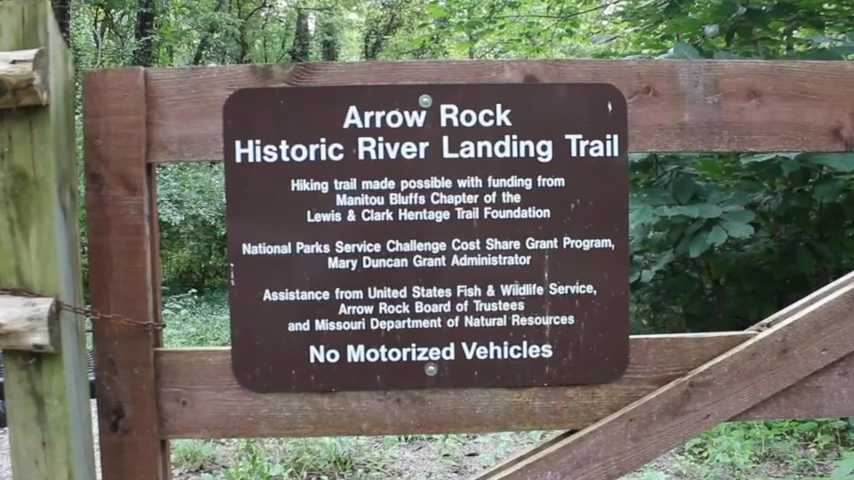 Arrow Rock
Historic River Landing Trail
Hiking trail made possible with funding from
Manitou Bluffs Chapter of the
Lewis & Clark Heritage Trail Foundation
National Parks Service Challenge Cost Share Grant Program,
Mary Duncan Grant Administrator
Assistance from United States Fish & Wildlife Service,
Arrow Rock Board of Trustees
and Missouri Department of Natural Resources
No Motorized Vehicles